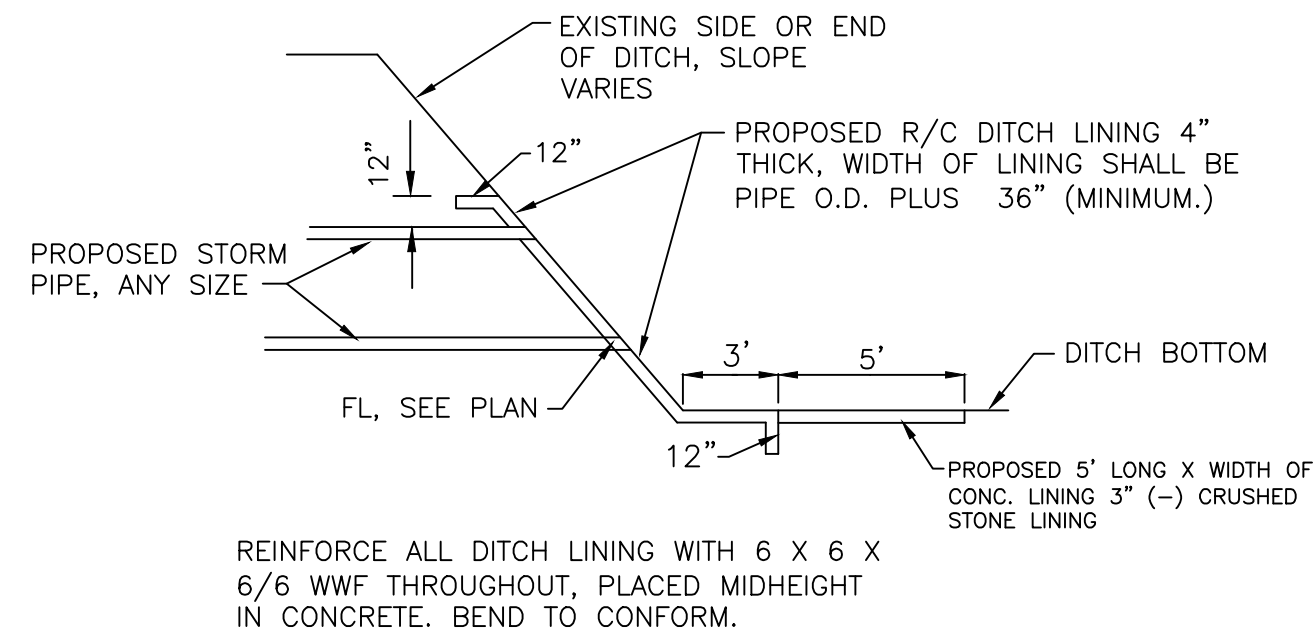 EXISTING SIDE OR END
OF DITCH, SLOPE
VARIES
12"
12"
PROPOSED R/C DITCH LINING 4"
THICK, WIDTH OF LINING SHALL BE
PIPE O.D. PLUS 36" (MINIMUM.)
PROPOSED STORM
PIPE, ANY SIZE
3'
5'
DITCH BOTTOM
FL, SEE PLAN
12"
PROPOSED 5' LONG X WIDTH OF
CONC. LINING 3" (-) CRUSHED
STONE LINING
REINFORCE ALL DITCH LINING WITH 6 X 6 X
6/6 WWF THROUGHOUT, PLACED MIDHEIGHT
IN CONCRETE. BEND TO CONFORM.